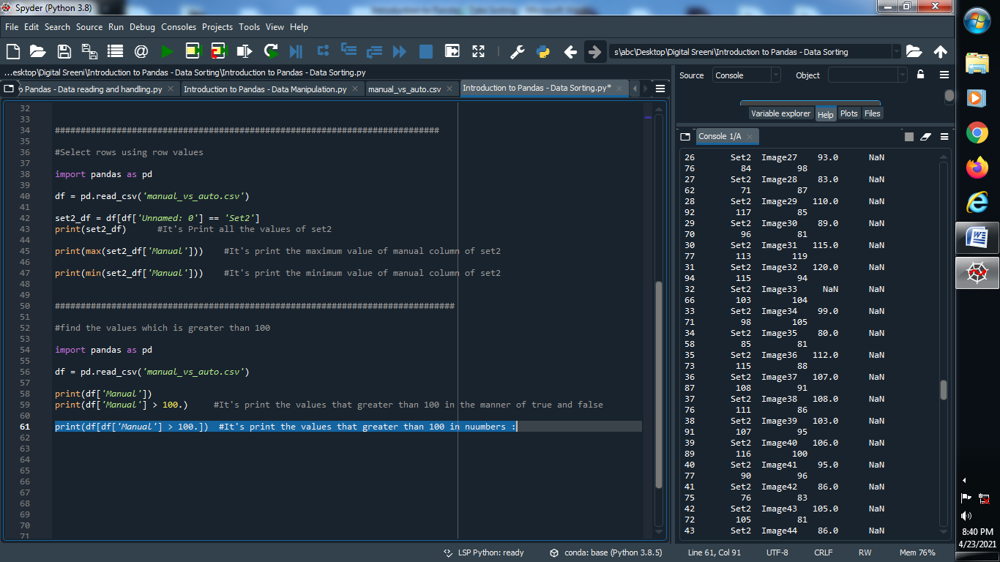 Spyder (Python 3.8)
File Edit Search Source Run Debug Consoles Projects Tools View Help
s\abc\Desktop\Digital Sreeni\Introduction to Pandas - Data Sorting
...esktop\Digital Sreeni\Introduction to Pandas - Data Sorting\Introduction to Pandas - Data Sorting.py
o Pandas - Data reading and handling.py Introduction to Pandas - Data Manipulation.py manual_vs_auto.csv Introduction to Pandas - Data Sorting.py*
32
33
34 ###########################################################################
35
36 #Select rows using row values
37
38 import pandas as pd
39
40 df = pd.read_csv('manual_vs_auto.csv')
41
42 set2_df = df[df['Unnamed: 0'] == 'Set2']
43 print(set2_df) #It's Print all the values of set2
44
45 print(max(set2_df['Manual'])) #It's print the maximum value of manual column of set2
46
47 print(min(set2_df['Manual'])) #It's print the minimum value of manual column of set2
48
49
50 ##############################################################################
51
52 #find the values which is greater than 100
53
54 import pandas as pd
55
56 df = pd.read_csv('manual_vs_auto.csv')
57
58 print(df['Manual'])
59 print(df['Manual'] > 100.) #It's print the values that greater than 100 in the manner of true and false
60
61 print(df[df['Manual'] > 100.]) #It's print the values that greater than 100 in nuumbers :
62
63
64
65
66
67
68
69
70
71
Source Console Object
Variable explorer Help Plots Files
Console 1/A
26 Set2 Image27 93.0 NaN
76 84 98
27 Set2 Image28 83.0 NaN
62 71 87
28 Set2 Image29 110.0 NaN
92 117 85
29 Set2 Image30 89.0 NaN
70 96 81
30 Set2 Image31 115.0 NaN
77 113 119
31 Set2 Image32 120.0 NaN
94 115 94
32 Set2 Image33 NaN NaN
66 103 104
33 Set2 Image34 99.0 NaN
71 98 105
34 Set2 Image35 80.0 NaN
58 85 81
35 Set2 Image36 112.0 NaN
73 115 88
36 Set2 Image37 107.0 NaN
87 108 91
37 Set2 Image38 108.0 NaN
76 111 86
38 Set2 Image39 103.0 NaN
91 107 95
39 Set2 Image40 106.0 NaN
89 116 100
40 Set2 Image41 95.0 NaN
77 90 96
41 Set2 Image42 86.0 NaN
75 76 83
42 Set2 Image43 105.0 NaN
72 105 81
43 Set2 Image44 86.0 NaN
LSP Python: ready conda: base (Python 3.8.5) Line 61, Col 91 UTF-8 CRLF RW Mem 76%
8:40 PM
4/23/2021